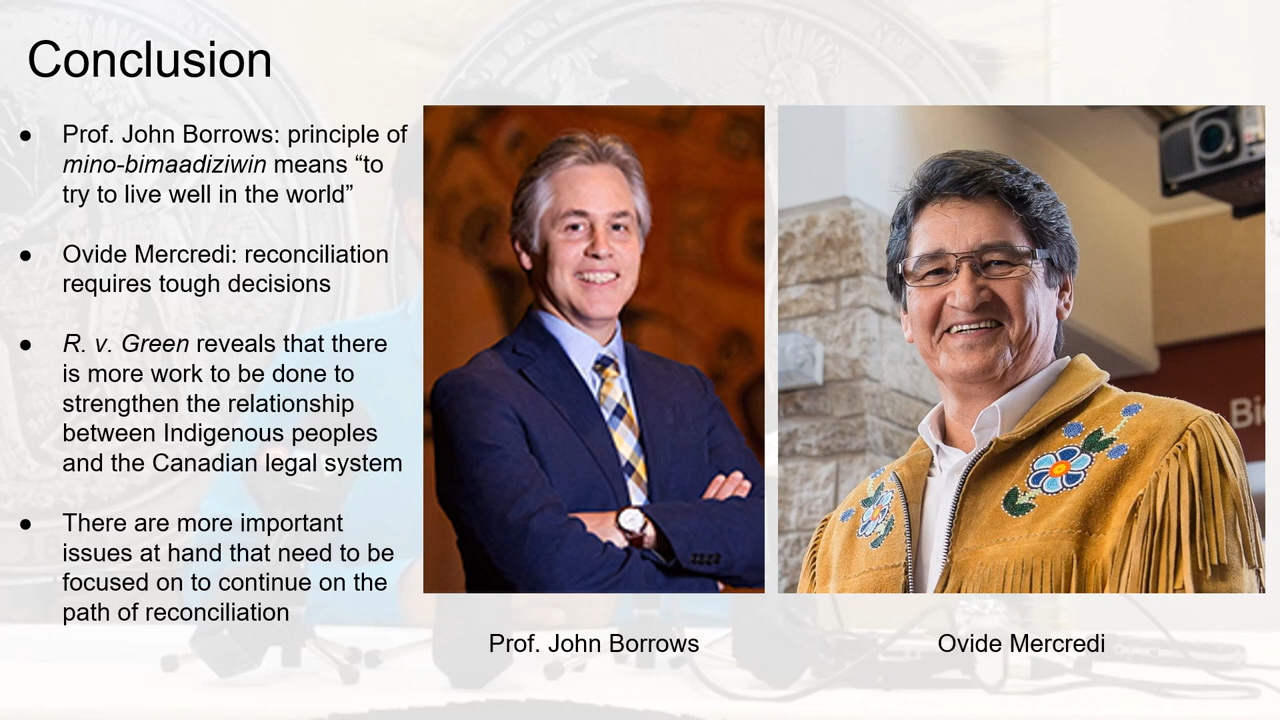 Conclusion
● Prof. John Borrows: principle of
mino-bimaadiziwin means “to
try to live well in the world”
● Ovide Mercredi: reconciliation
requires tough decisions
● R. v. Green reveals that there
is more work to be done to
strengthen the relationship
between Indigenous peoples
and the Canadian legal system
● There are more important
issues at hand that need to be
focused on to continue on the
path of reconciliation
Prof. John Borrows
Ovide Mercredi